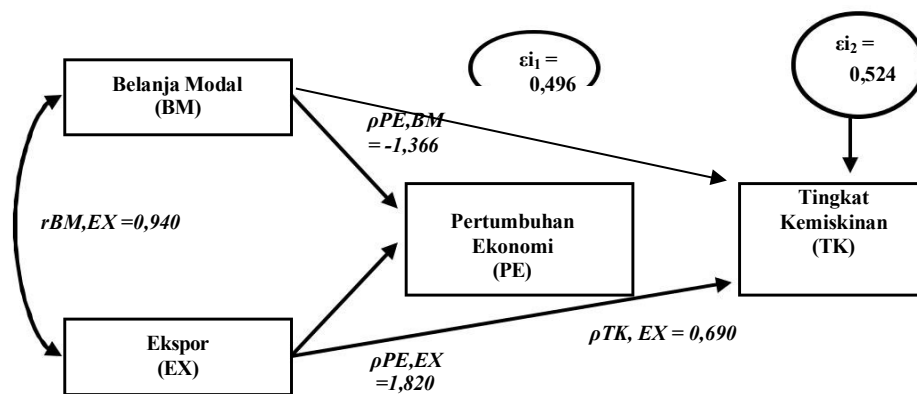 εi₁ =
0,496
εi₂ =
0,524
Belanja Modal
(BM)
ρPE,BM
= -1,366
Tingkat
Kemiskinan
(TK)
rBM,EX =0,940
Pertumbuhan
Ekonomi
(PE)
Ekspor
(EX)
ρPE,EX
=1,820
ρTK, EX = 0,690